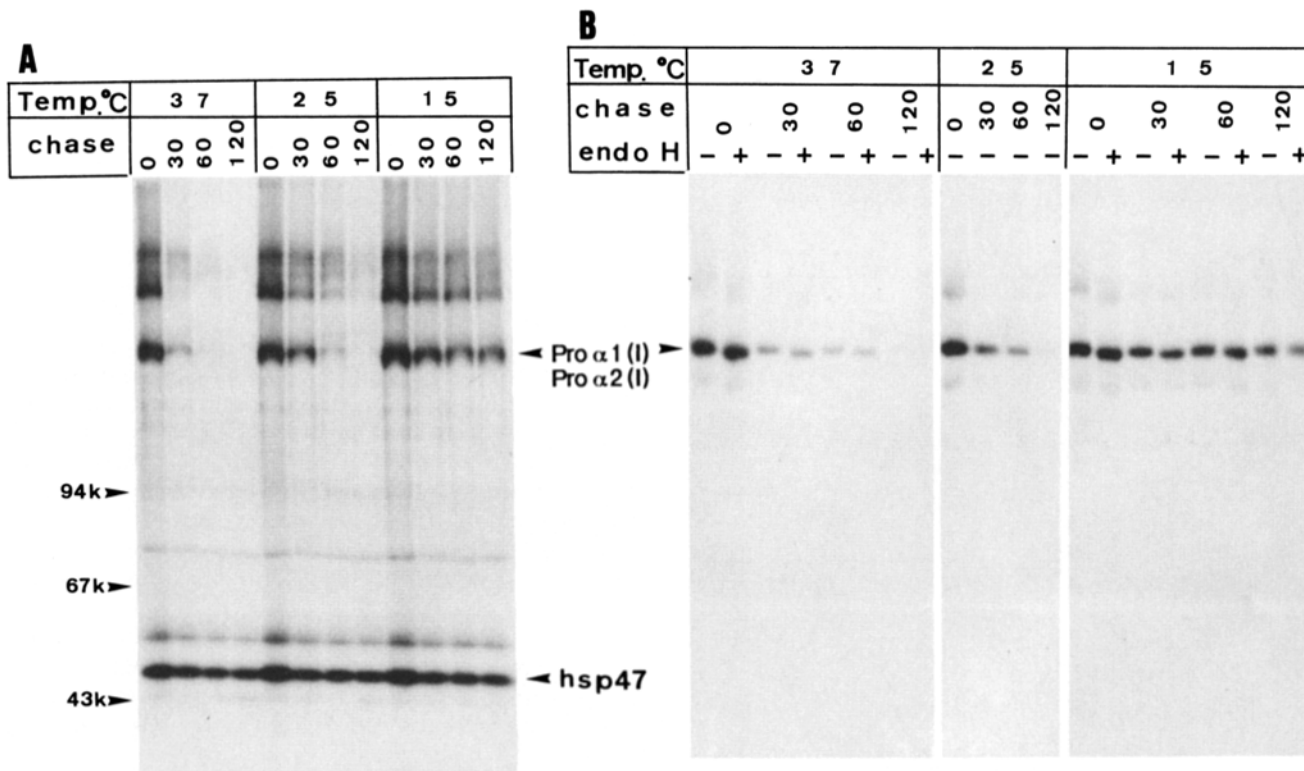 A
Temp.°C 37 25 15
chase 0 30 60 120 0 30 60 120 0 30 60 120
94k
67k
43k
Pro α1(I)
Pro α2(I)
hsp47
B
Temp. °C 37 25 15
chase 0 30 60 120 0 30 60 120 0 30 60 120
endo H - + - + - + - + - - - - - + - + - + - +